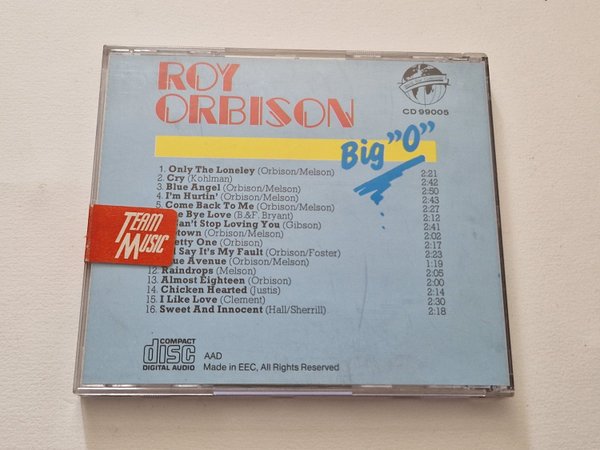 ROY
ORBISON
CD 99005
Big "O"
1. Only The Loneley (Orbison/Melson) 2:21
2. Cry (Kohlman) 2:42
3. Blue Angel (Orbison/Melson) 2:50
4. I'm Hurtin' (Orbison/Melson) 2:43
5. Come Back To Me (Orbison/Melson) 2:27
Bye Love (B.&F. Bryant) 2:12
an't Stop Loving You (Gibson) 2:41
town (Orbison/Melson) 2:02
etty One (Orbison) 2:17
Say It's My Fault (Orbison/Foster) 2:23
ue Avenue (Orbison/Melson) 1:19
12. Raindrops (Melson) 2:05
13. Almost Eighteen (Orbison) 2:00
14. Chicken Hearted (Justis) 2:14
15. I Like Love (Clement) 2:30
16. Sweet And Innocent (Hall/Sherrill) 2:18
TEAM
MUSIC
COMPACT
disc
DIGITAL AUDIO
AAD
Made in EEC, All Rights Reserved